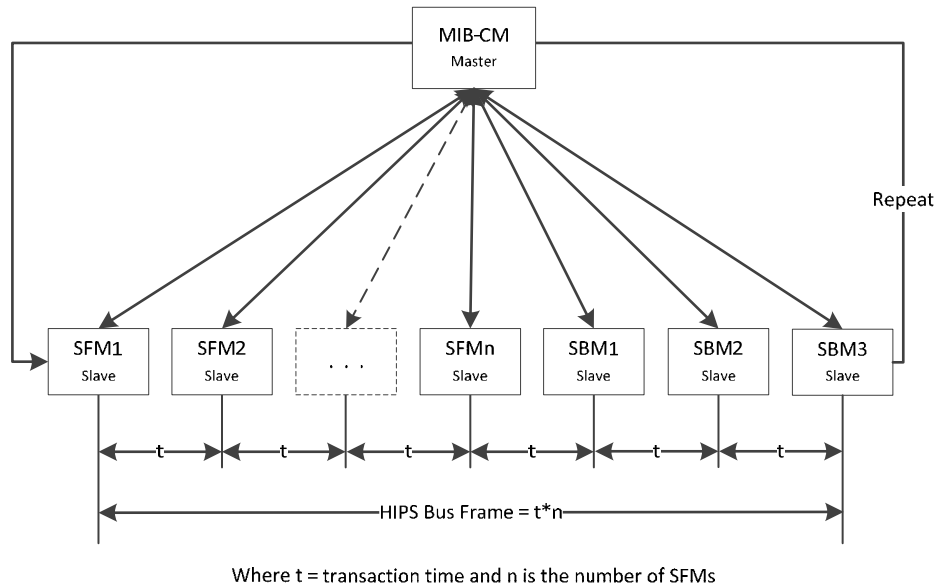 MIB-CM
Master
Repeat
SFM1
Slave
SFM2
Slave
. . .
SFMn
Slave
SBM1
Slave
SBM2
Slave
SBM3
Slave
t
t
t
t
t
t
HIPS Bus Frame = t*n
Where t = transaction time and n is the number of SFMs